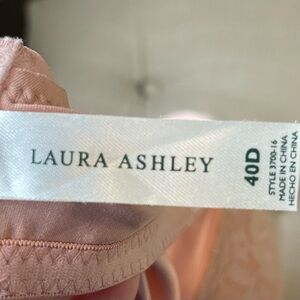 LAURA ASHLEY
40D
STYLE 3700-16
MADE IN CHINA
HECHO EN CHINA